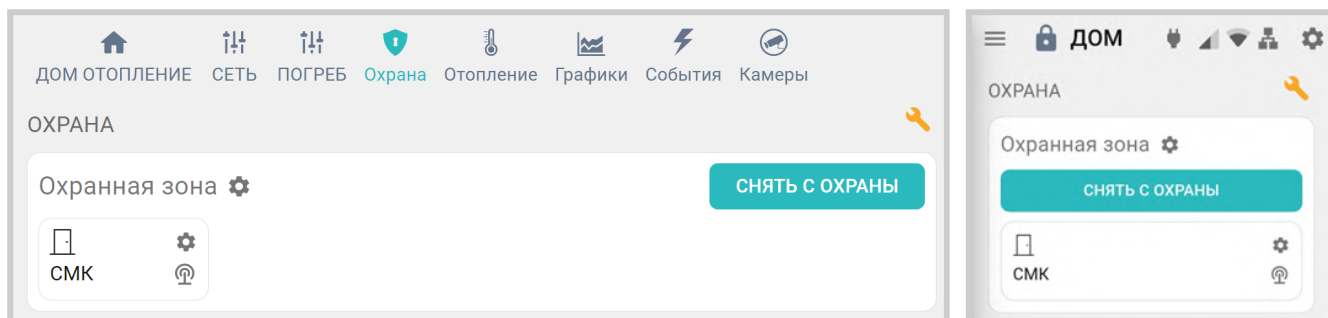 ДОМ ОТОПЛЕНИЕ СЕТЬ ПОГРЕБ Охрана Отопление Графики События Камеры
ОХРАНА
Охранная зона СНЯТЬ С ОХРАНЫ
СМК
ДОМ
ОХРАНА
Охранная зона
СНЯТЬ С ОХРАНЫ
СМК